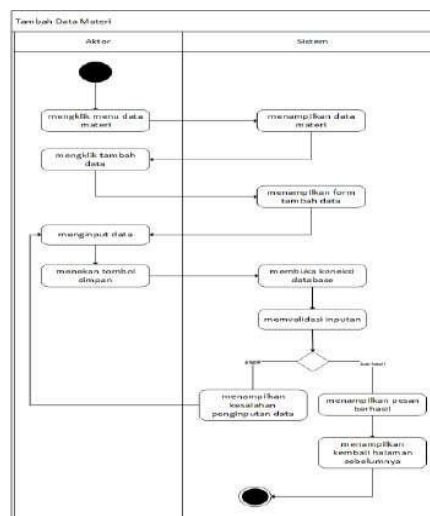 Tambah Data Materi
Aktor
Sistem
mengklik menu data
materi
menampilkan data
materi
mengklik tambah
data
menampilkan form
tambah data
menginput data
menekan tombol
simpan
membuka koneksi
database
memvalidasi inputan
gagal
berhasil
menampilkan
kesalahan
penginputan data
menampilkan pesan
berhasil
menampilkan
kembali halaman
sebelumnya